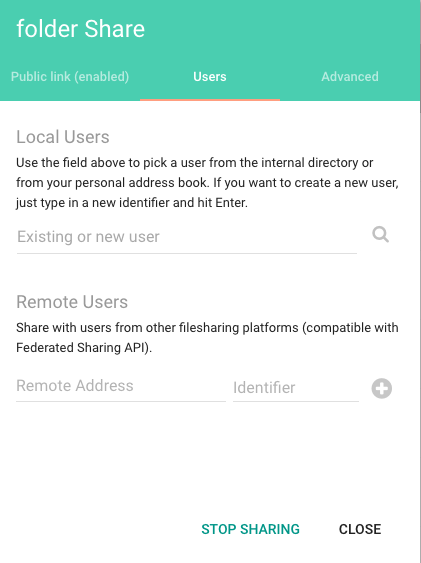 folder Share
Public link (enabled) Users Advanced
Local Users
Use the field above to pick a user from the internal directory or
from your personal address book. If you want to create a new user,
just type in a new identifier and hit Enter.
Existing or new user
Remote Users
Share with users from other filesharing platforms (compatible with
Federated Sharing API).
Remote Address Identifier
STOP SHARING CLOSE